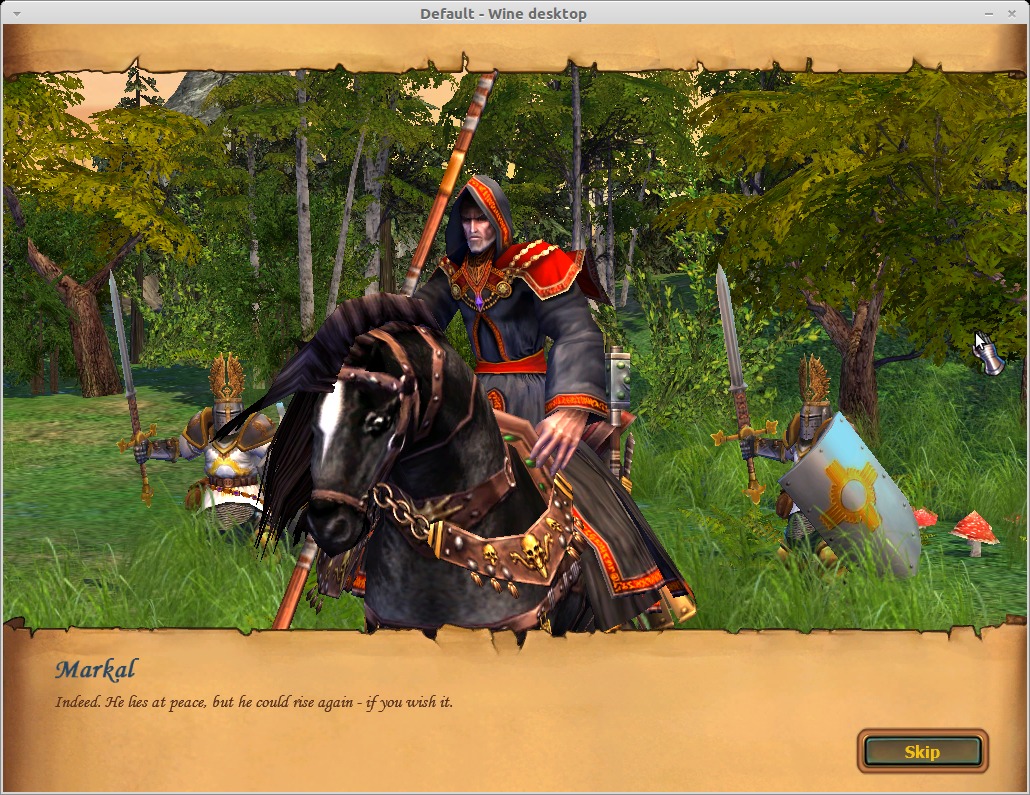 Default - Wine desktop
Markal
Indeed. He lies at peace, but he could rise again - if you wish it.
Skip